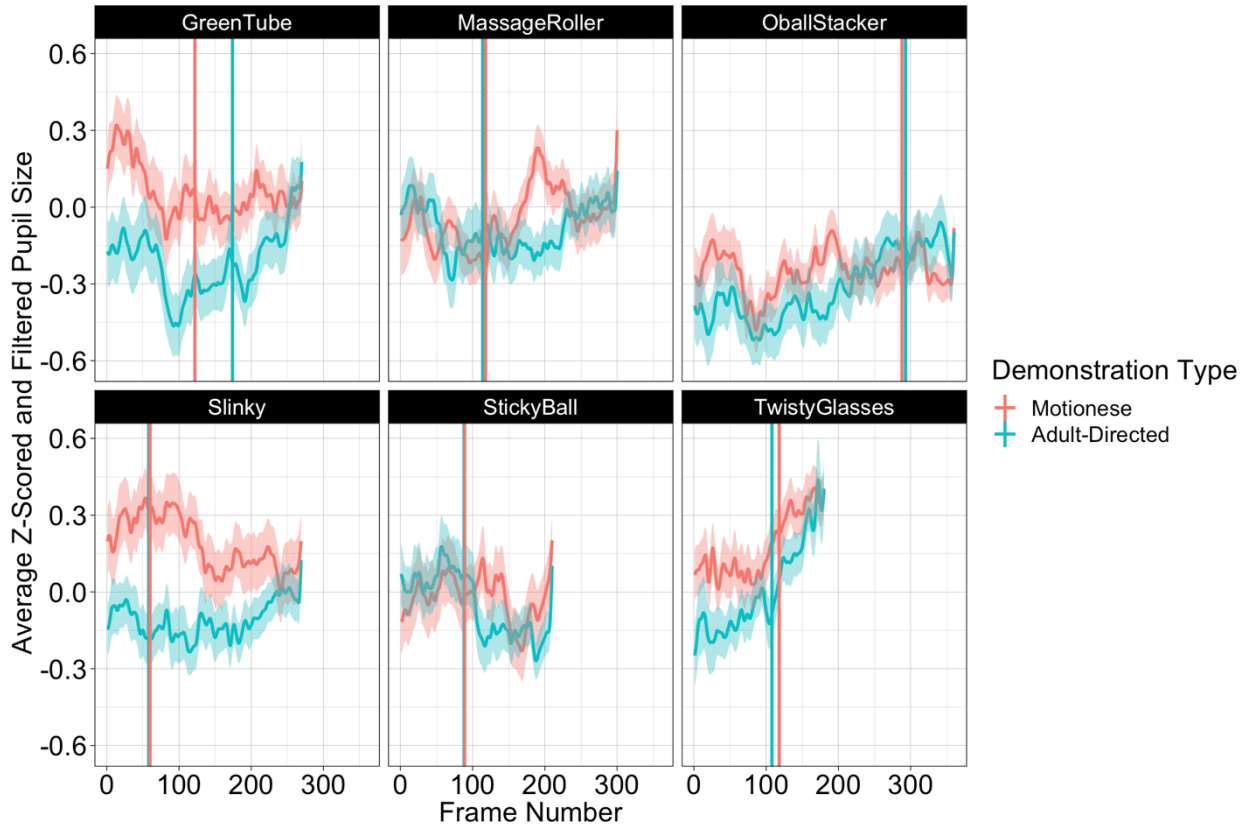 GreenTube
MassageRoller
OballStacker
0.6
0.3
0.0
-0.3
-0.6
Slinky
StickyBall
TwistyGlasses
0.6
0.3
0.0
-0.3
-0.6
0 100 200 300
0 100 200 300
0 100 200 300
Frame Number
Average Z-Scored and Filtered Pupil Size
Demonstration Type
Motionese
Adult-Directed